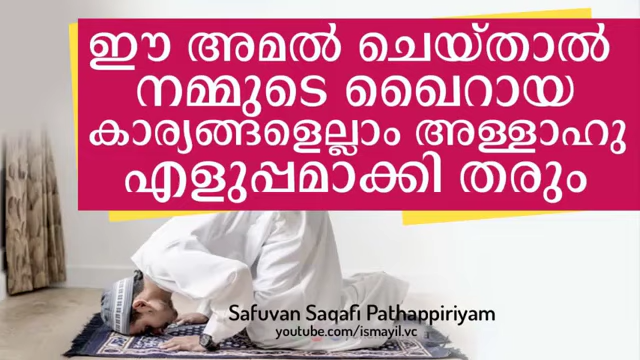 ഈ അമൽ ചെയ്താൽ
നമ്മുടെ ഖൈറായ
കാര്യങ്ങളെല്ലാം അള്ളാഹു
എളുപ്പമാക്കി തരും
Safuvan Saqafi Pathappiriyam
youtube.com/ismayil.vc